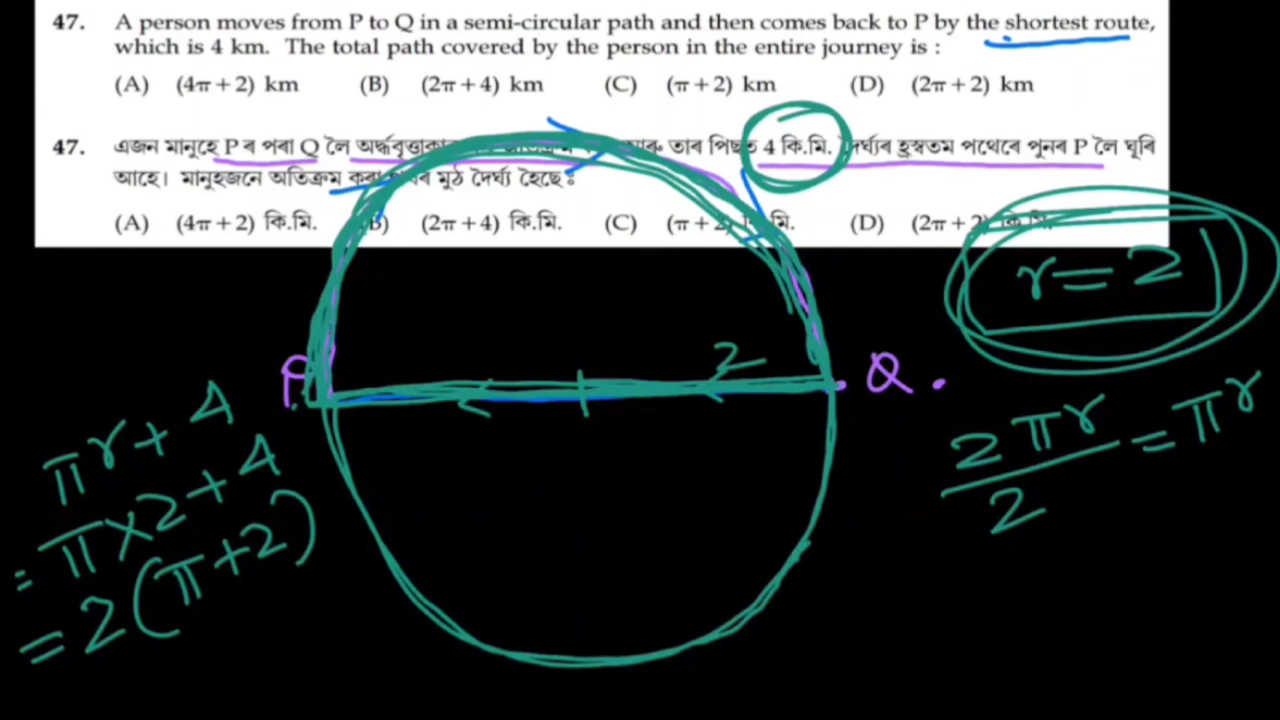 47. A person moves from P to Q in a semi-circular path and then comes back to P by the shortest route,
which is 4 km. The total path covered by the person in the entire journey is :
(A) (4π + 2) km (B) (2π + 4) km (C) (π + 2) km (D) (2π + 2) km
47. এজন মানুহে P ৰ পৰা Q লৈ আৰু তাৰ পিছত 4 কি.মি. দৈৰ্ঘ্যৰ হ্ৰস্বতম পথেৰে পুনৰ P লৈ ঘূৰি
আহে। মানুহজনে অতিক্ৰম কৰা মুঠ দৈৰ্ঘ্য হৈছে :
(A) (4π + 2) কি.মি. (B) (2π + 4) কি.মি. (C) (π + 2) কি.মি. (D) (2π + 2) কি.মি.
r = 2
2
P
Q
πr + 4
= π × 2 + 4
= 2 (π + 2)
2πr / 2 = πr